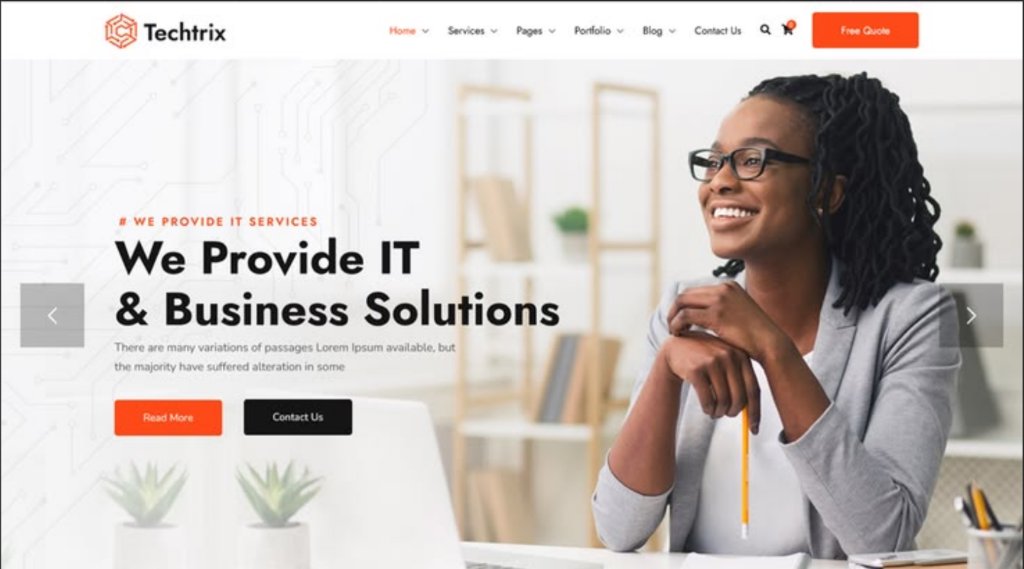 Techtrix
Home Services Pages Portfolio Blog Contact Us 0 Free Quote
# WE PROVIDE IT SERVICES
We Provide IT
& Business Solutions
There are many variations of passages Lorem Ipsum available, but
the majority have suffered alteration in some
Read More Contact Us